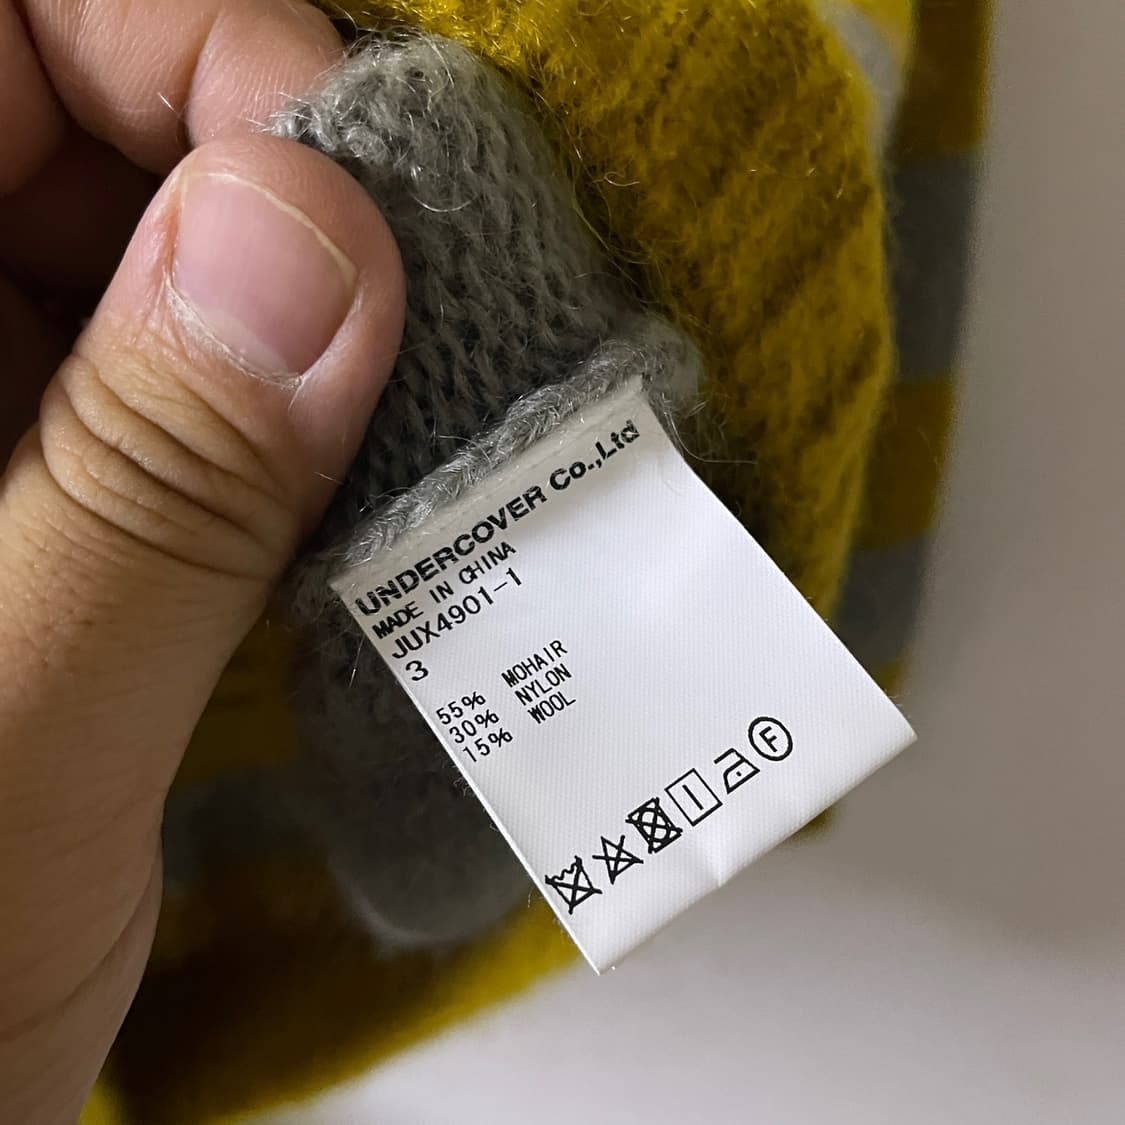 UNDERCOVER Co.,Ltd
MADE IN CHINA
JUX4901-1
3
55% MOHAIR
30% NYLON
15% WOOL
F